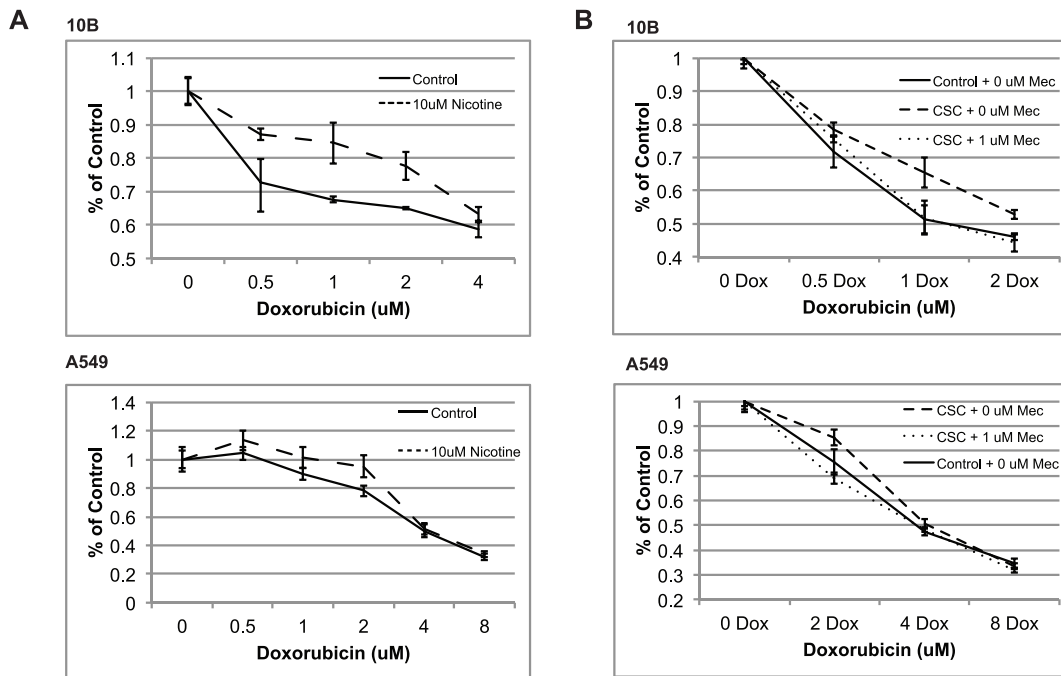 A
10B
1.1
1
0.9
0.8
0.7
0.6
0.5
% of Control
Control
10uM Nicotine
0 0.5 1 2 4
Doxorubicin (uM)
A549
1.4
1.2
1
0.8
0.6
0.4
0.2
0
% of Control
Control
10uM Nicotine
0 0.5 1 2 4 8
Doxorubicin (uM)
B
10B
1
0.9
0.8
0.7
0.6
0.5
0.4
% of Control
Control + 0 uM Mec
CSC + 0 uM Mec
CSC + 1 uM Mec
0 Dox 0.5 Dox 1 Dox 2 Dox
Doxorubicin (uM)
A549
1
0.9
0.8
0.7
0.6
0.5
0.4
0.3
0.2
% of Control
CSC + 0 uM Mec
CSC + 1 uM Mec
Control + 0 uM Mec
0 Dox 2 Dox 4 Dox 8 Dox
Doxorubicin (uM)